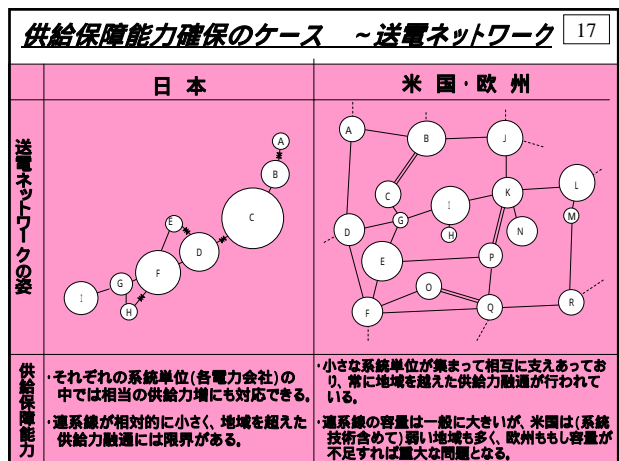 供給保障能力確保のケース ～送電ネットワーク
17
日 本
米 国・欧 州
送電ネットワークの姿
A
B
C
E
D
F
G
I
H
A
B
J
L
C
I
K
G
M
D
H
N
E
P
O
F
Q
R
供給保障能力
・それぞれの系統単位(各電力会社)の
中では相当の供給力増にも対応できる。
・連系線が相対的に小さく、地域を超えた
供給力融通には限界がある。
・小さな系統単位が集まって相互に支えあってお
り、常に地域を越えた供給力融通が行われて
いる。
・連系線の容量は一般に大きいが、米国は(系統
技術含めて)弱い地域も多く、欧州ももし容量が
不足すれば重大な問題となる。